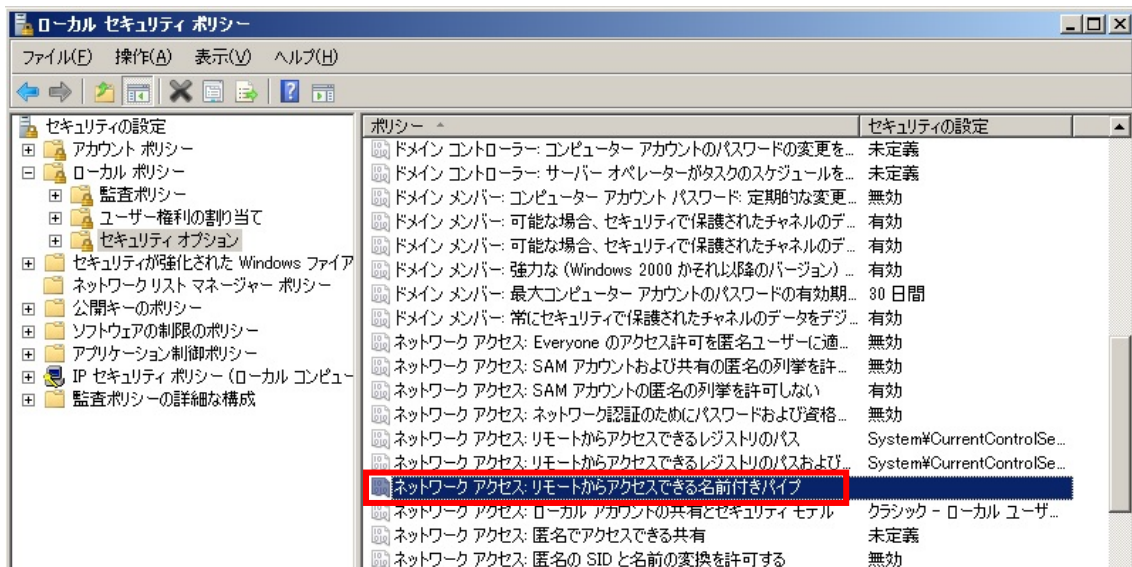 ローカル セキュリティ ポリシー
ファイル(F) 操作(A) 表示(V) ヘルプ(H)
セキュリティの設定
アカウント ポリシー
ローカル ポリシー
監査ポリシー
ユーザー権利の割り当て
セキュリティ オプション
セキュリティが強化された Windows ファイア
ネットワーク リスト マネージャー ポリシー
公開キーのポリシー
ソフトウェアの制限のポリシー
アプリケーション制御ポリシー
IP セキュリティ ポリシー (ローカル コンピュー
監査ポリシーの詳細な構成
ポリシー セキュリティの設定
ドメイン コントローラー: コンピューター アカウントのパスワードの変更を... 未定義
ドメイン コントローラー: サーバー オペレーターがタスクのスケジュールを... 未定義
ドメイン メンバー: コンピューター アカウント パスワード: 定期的な変更... 無効
ドメイン メンバー: 可能な場合、セキュリティで保護されたチャネルのデ... 有効
ドメイン メンバー: 可能な場合、セキュリティで保護されたチャネルのデ... 有効
ドメイン メンバー: 強力な (Windows 2000 かそれ以降のバージョン) ... 有効
ドメイン メンバー: 最大コンピューター アカウントのパスワードの有効期... 30 日間
ドメイン メンバー: 常にセキュリティで保護されたチャネルのデータをデジ... 有効
ネットワーク アクセス: Everyone のアクセス許可を匿名ユーザーに適... 無効
ネットワーク アクセス: SAM アカウントおよび共有の匿名の列挙を許... 無効
ネットワーク アクセス: SAM アカウントの匿名の列挙を許可しない 有効
ネットワーク アクセス: ネットワーク認証のためにパスワードおよび資格... 無効
ネットワーク アクセス: リモートからアクセスできるレジストリのパス System¥CurrentControlSe...
ネットワーク アクセス: リモートからアクセスできるレジストリのパスおよび... System¥CurrentControlSe...
ネットワーク アクセス: リモートからアクセスできる名前付きパイプ
ネットワーク アクセス: ローカル アカウントの共有とセキュリティ モデル クラシック - ローカル ユーザ...
ネットワーク アクセス: 匿名でアクセスできる共有 未定義
ネットワーク アクセス: 匿名の SID と名前の変換を許可する 無効